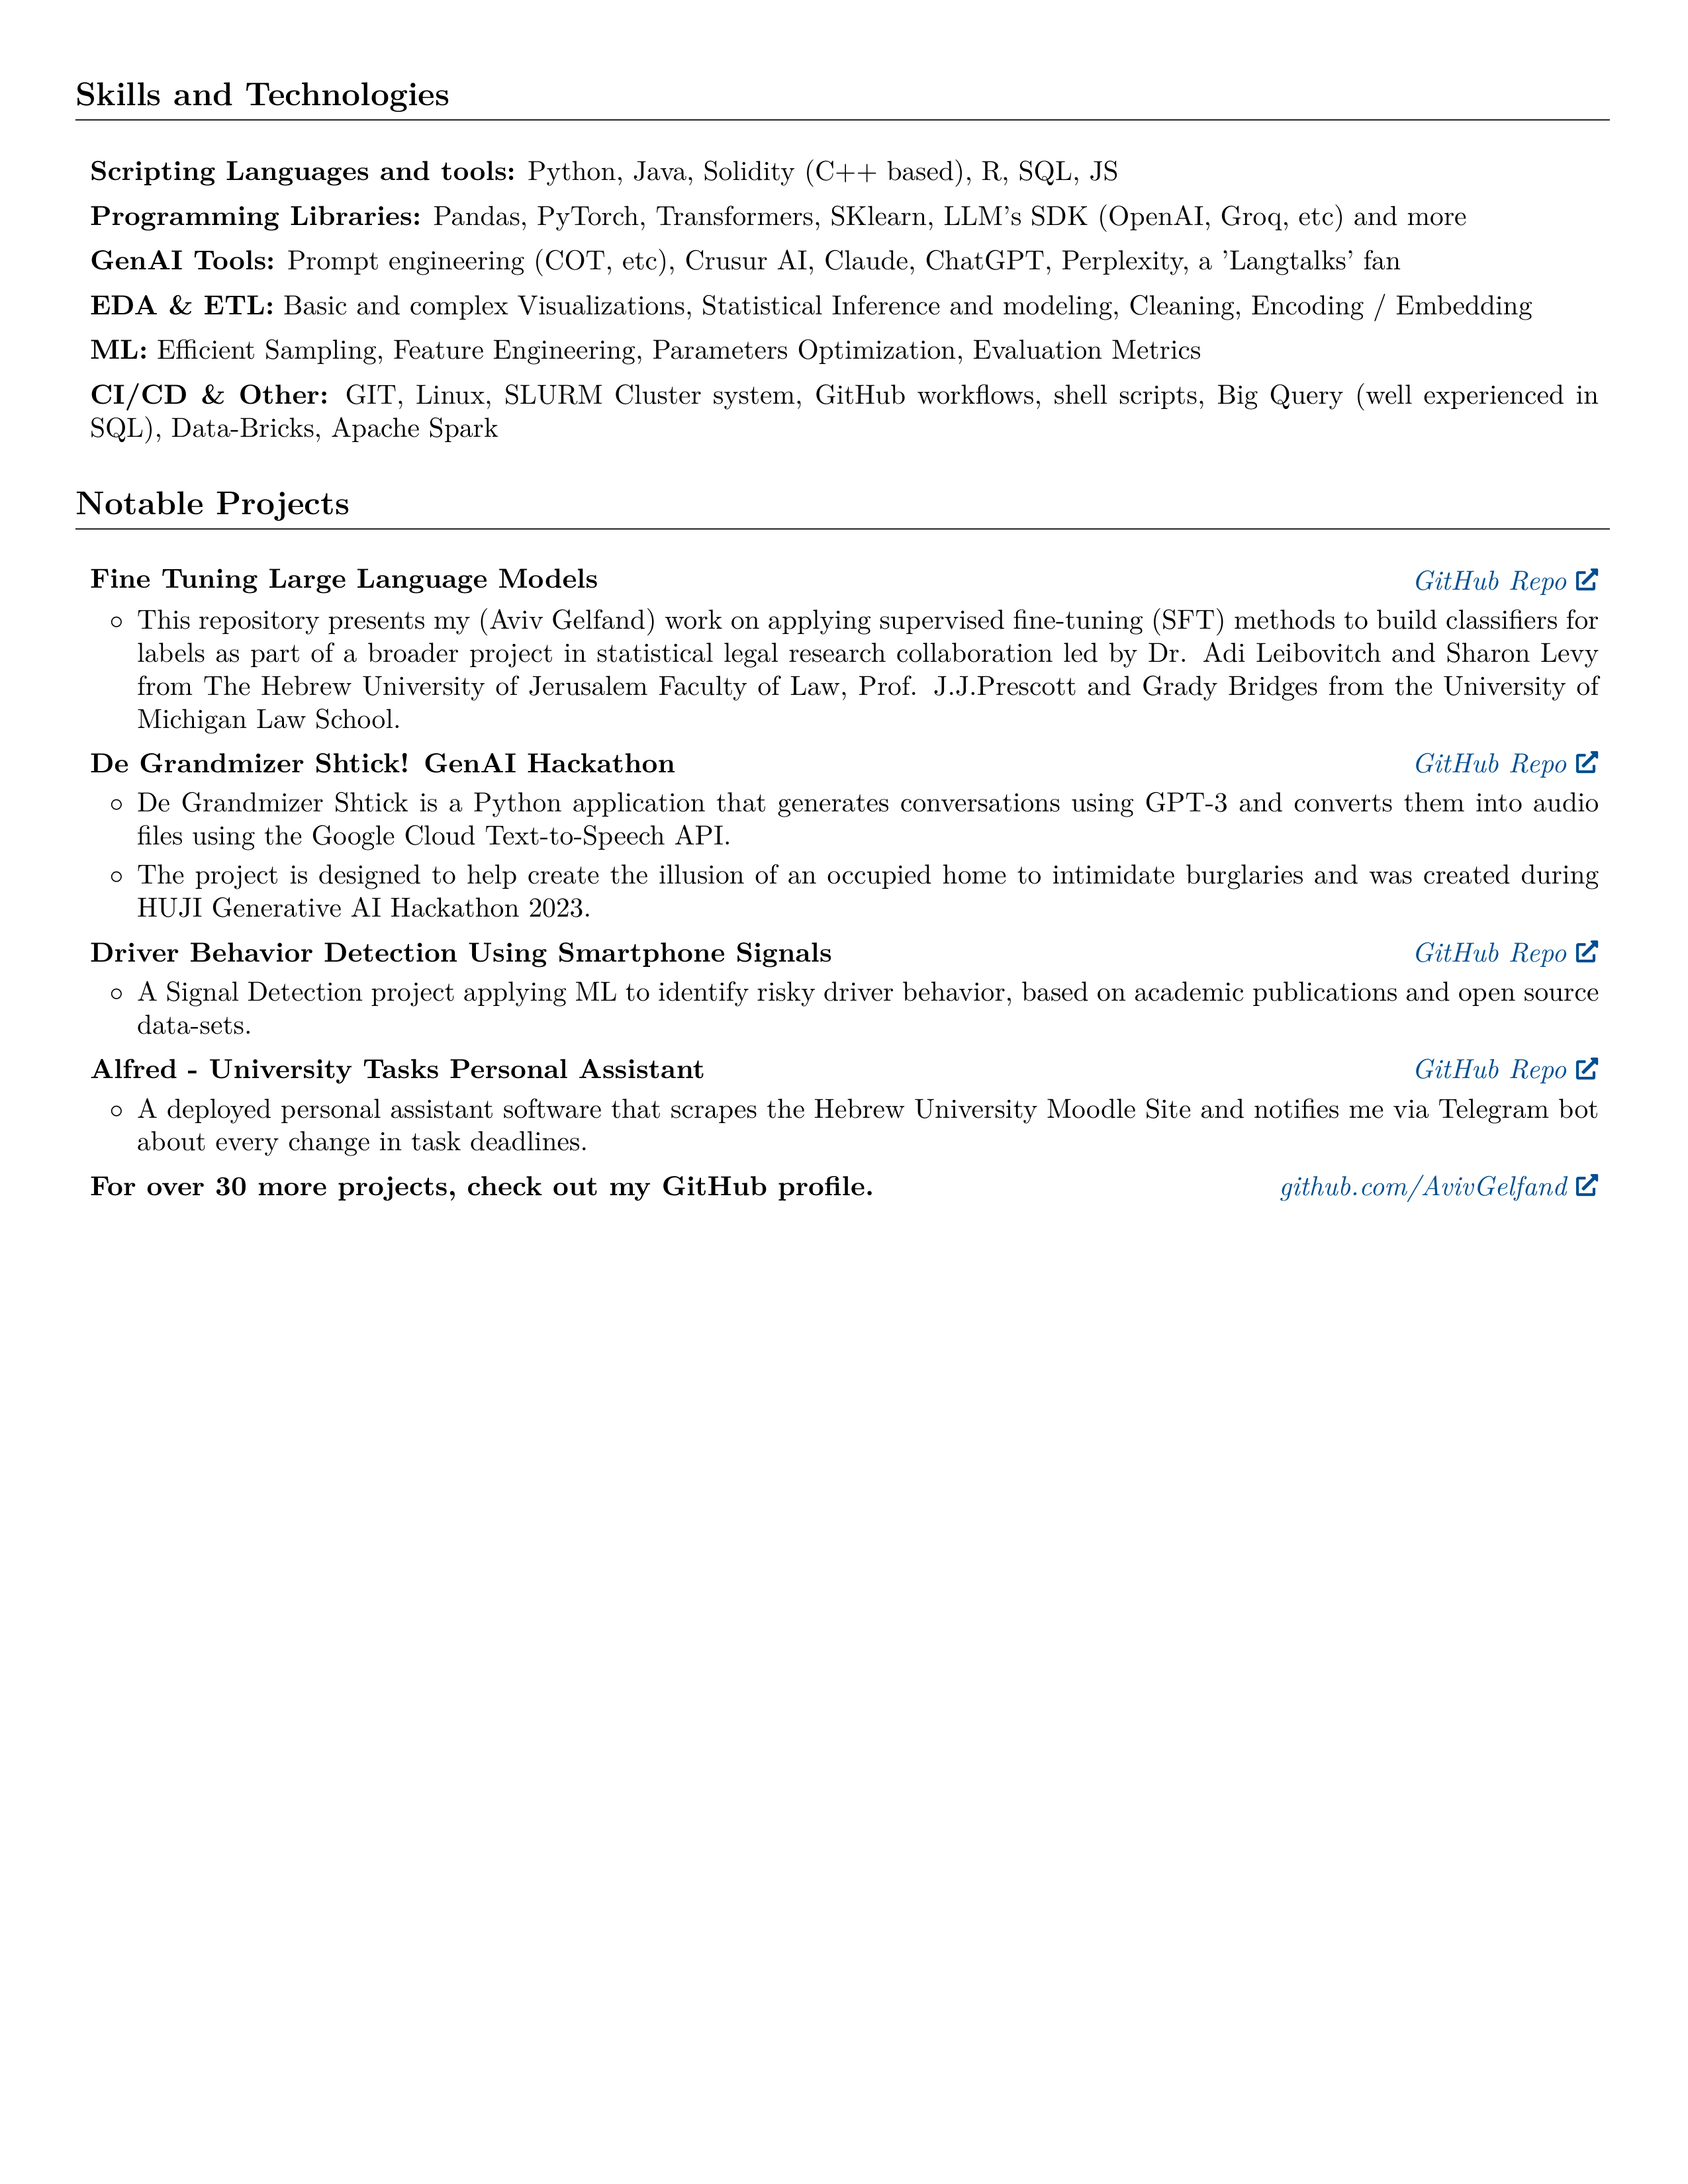 Skills and Technologies
Scripting Languages and tools: Python, Java, Solidity (C++ based), R, SQL, JS
Programming Libraries: Pandas, PyTorch, Transformers, SKlearn, LLM's SDK (OpenAI, Groq, etc) and more
GenAI Tools: Prompt engineering (COT, etc), Crusur AI, Claude, ChatGPT, Perplexity, a 'Langtalks' fan
EDA & ETL: Basic and complex Visualizations, Statistical Inference and modeling, Cleaning, Encoding / Embedding
ML: Efficient Sampling, Feature Engineering, Parameters Optimization, Evaluation Metrics
CI/CD & Other: GIT, Linux, SLURM Cluster system, GitHub workflows, shell scripts, Big Query (well experienced in
SQL), Data-Bricks, Apache Spark
Notable Projects
Fine Tuning Large Language Models GitHub Repo
◦ This repository presents my (Aviv Gelfand) work on applying supervised fine-tuning (SFT) methods to build classifiers for
labels as part of a broader project in statistical legal research collaboration led by Dr. Adi Leibovitch and Sharon Levy
from The Hebrew University of Jerusalem Faculty of Law, Prof. J.J.Prescott and Grady Bridges from the University of
Michigan Law School.
De Grandmizer Shtick! GenAI Hackathon GitHub Repo
◦ De Grandmizer Shtick is a Python application that generates conversations using GPT-3 and converts them into audio
files using the Google Cloud Text-to-Speech API.
◦ The project is designed to help create the illusion of an occupied home to intimidate burglaries and was created during
HUJI Generative AI Hackathon 2023.
Driver Behavior Detection Using Smartphone Signals GitHub Repo
◦ A Signal Detection project applying ML to identify risky driver behavior, based on academic publications and open source
data-sets.
Alfred - University Tasks Personal Assistant GitHub Repo
◦ A deployed personal assistant software that scrapes the Hebrew University Moodle Site and notifies me via Telegram bot
about every change in task deadlines.
For over 30 more projects, check out my GitHub profile. github.com/AvivGelfand